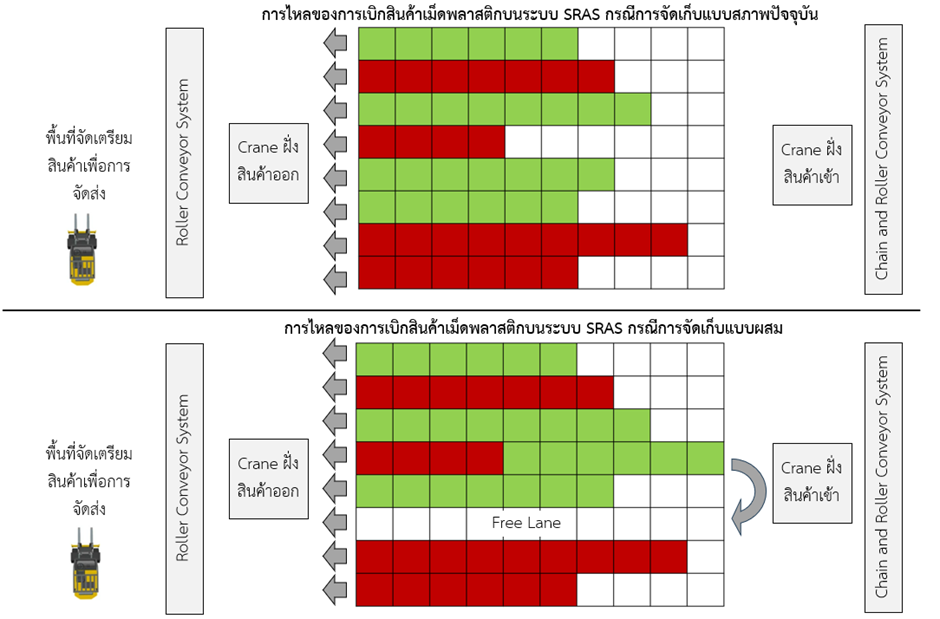 การไหลของการเบิกสินค้าเม็ดพลาสติกบนระบบ SRAS กรณีการจัดเก็บแบบสภาพปัจจุบัน
พื้นที่จัดเตรียม
สินค้าเพื่อการ
จัดส่ง
Roller Conveyor System
Crane ฝั่ง
สินค้าออก
Crane ฝั่ง
สินค้าเข้า
Chain and Roller Conveyor System
การไหลของการเบิกสินค้าเม็ดพลาสติกบนระบบ SRAS กรณีการจัดเก็บแบบผสม
พื้นที่จัดเตรียม
สินค้าเพื่อการ
จัดส่ง
Roller Conveyor System
Crane ฝั่ง
สินค้าออก
Free Lane
Crane ฝั่ง
สินค้าเข้า
Chain and Roller Conveyor System